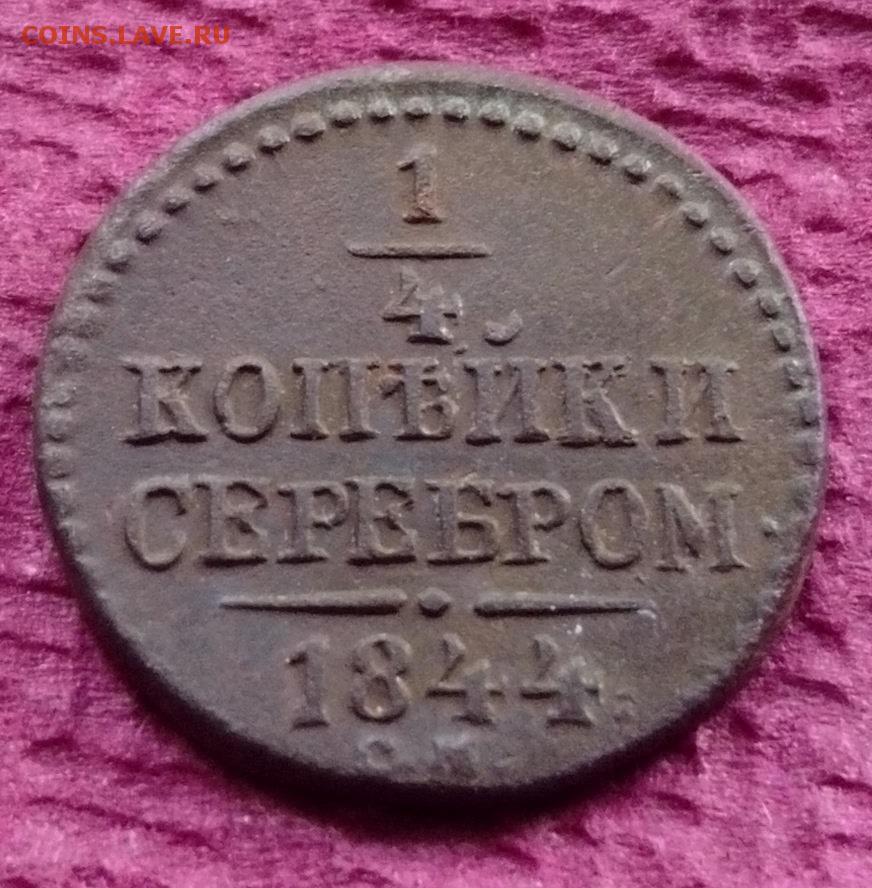 COINS.LAVE.RU
1
4
КОПѢЙКИ
СЕРЕБРОМ
1844.
С.М.